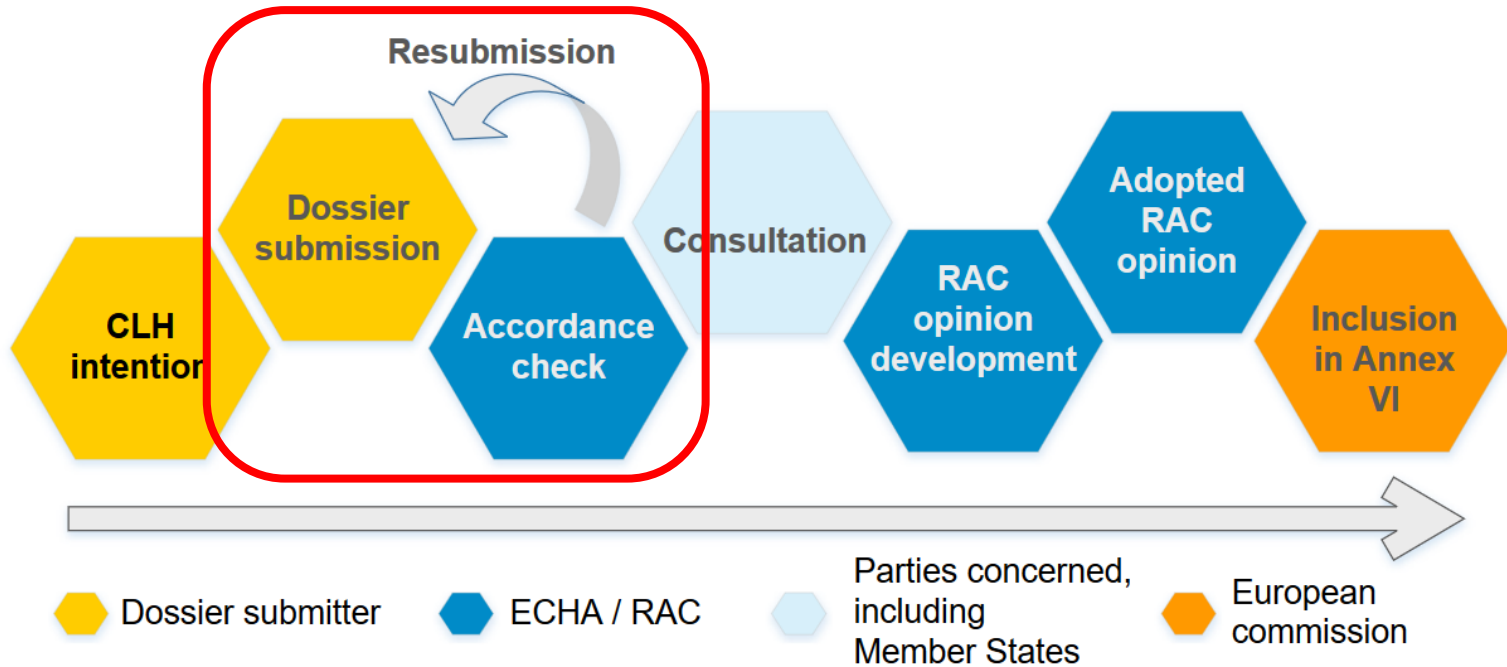 Resubmission
CLH
intention
Dossier
submission
Accordance
check
Consultation
RAC
opinion
development
Adopted
RAC
opinion
Inclusion
in Annex
VI
Dossier submitter
ECHA / RAC
Parties concerned,
including
Member States
European
commission